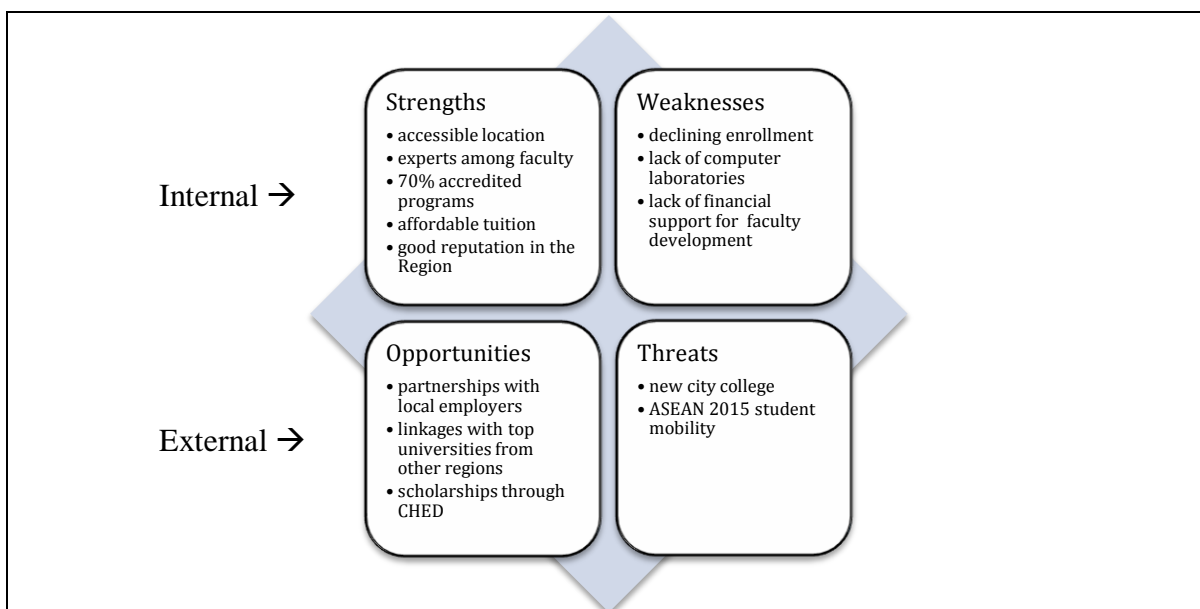 Internal →
Strengths
• accessible location
• experts among faculty
• 70% accredited
programs
• affordable tuition
• good reputation in the
Region
Weaknesses
• declining enrollment
• lack of computer
laboratories
• lack of financial
support for faculty
development
External →
Opportunities
• partnerships with
local employers
• linkages with top
universities from
other regions
• scholarships through
CHED
Threats
• new city college
• ASEAN 2015 student
mobility